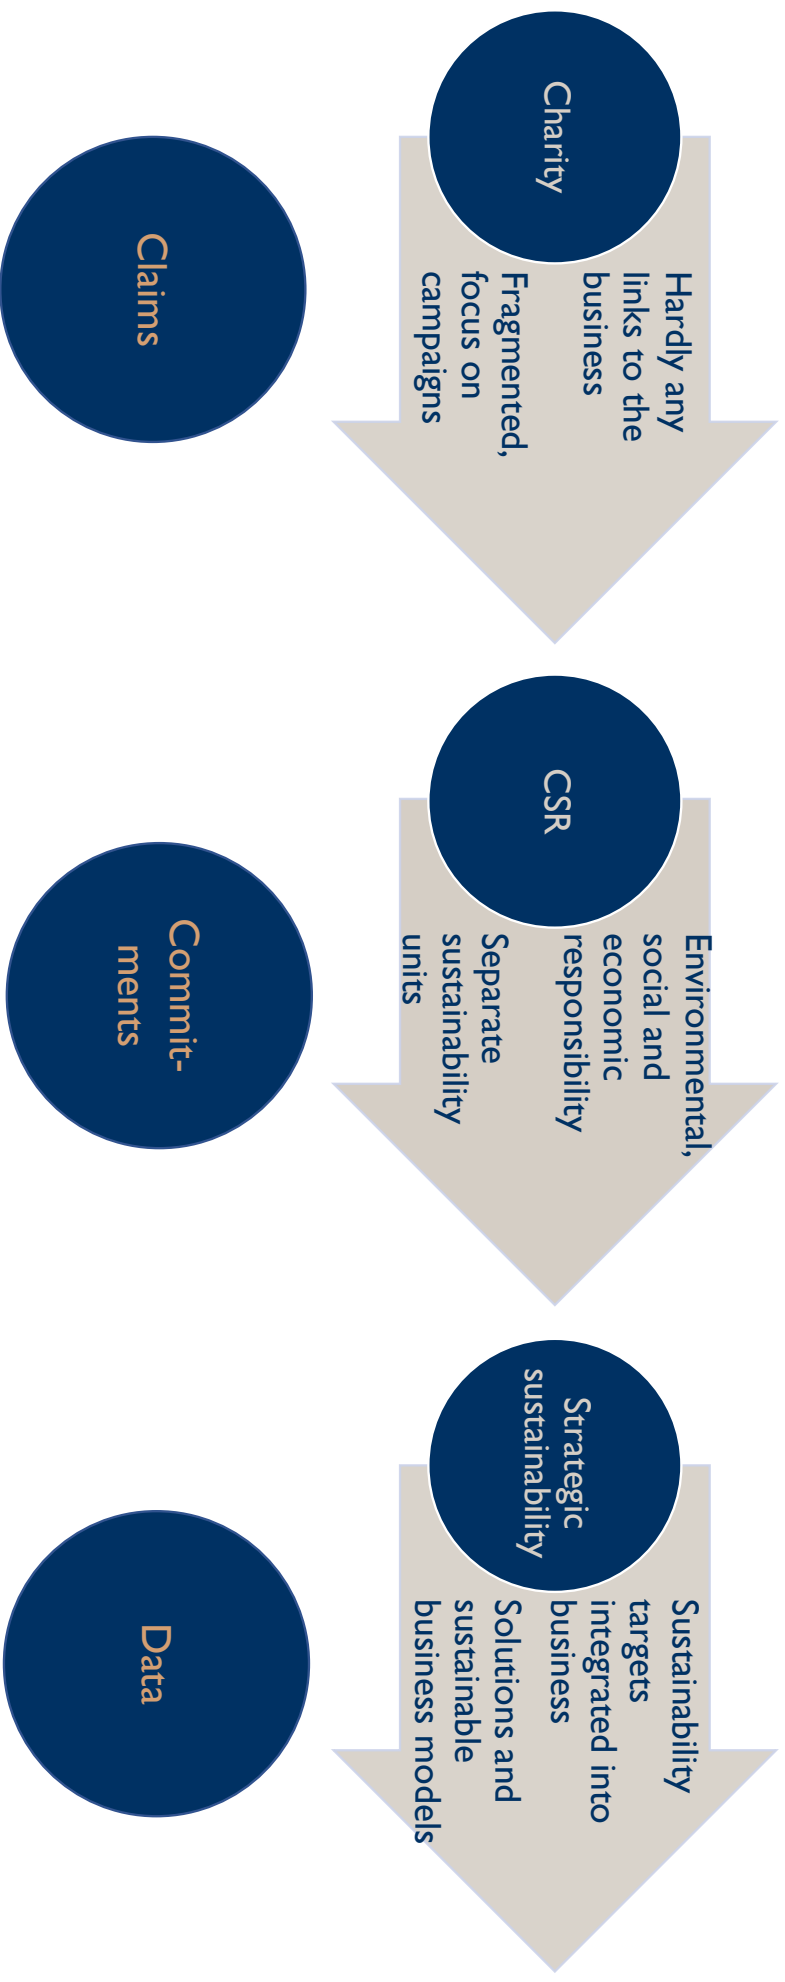 Charity
Hardly any
links to the
business
Fragmented,
focus on
campaigns
CSR
Environmental,
social and
economic
responsibility
Separate
sustainability
units
Strategic
sustainability
Sustainability
targets
integrated into
business
Solutions and
sustainable
business models
Claims
Commit-
ments
Data